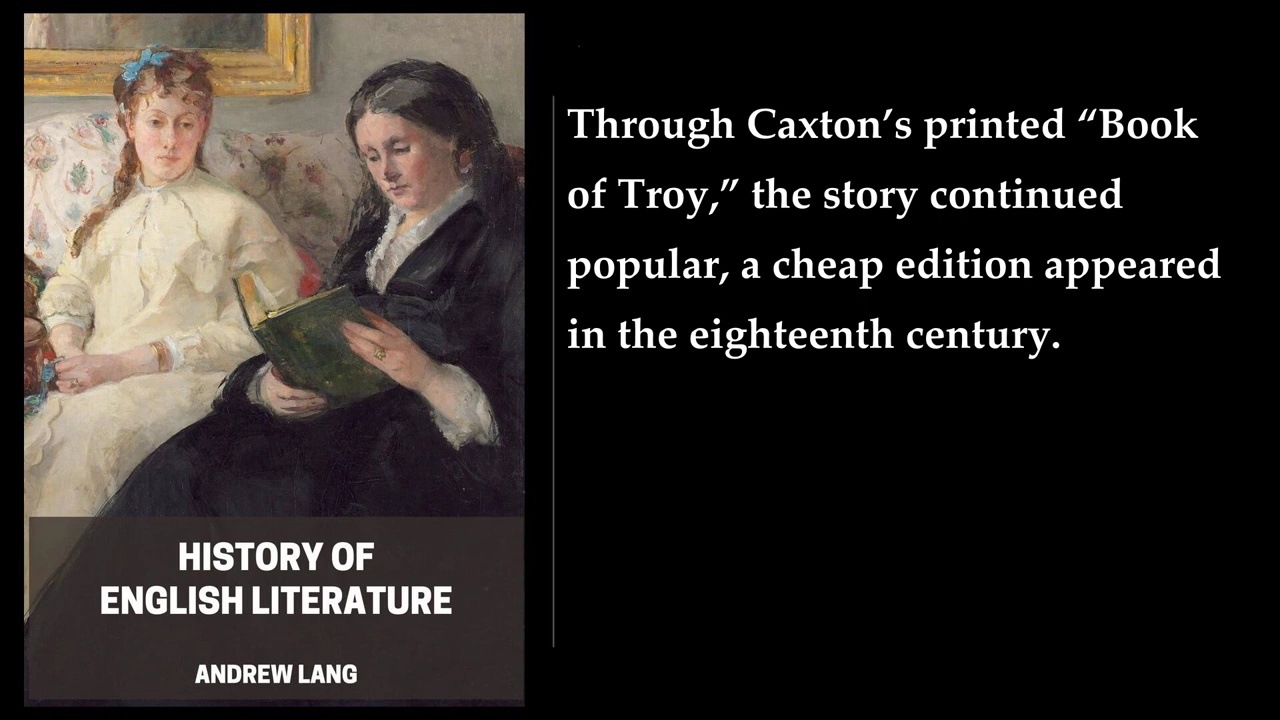 HISTORY OF
ENGLISH LITERATURE
ANDREW LANG
Through Caxton’s printed “Book
of Troy,” the story continued
popular, a cheap edition appeared
in the eighteenth century.